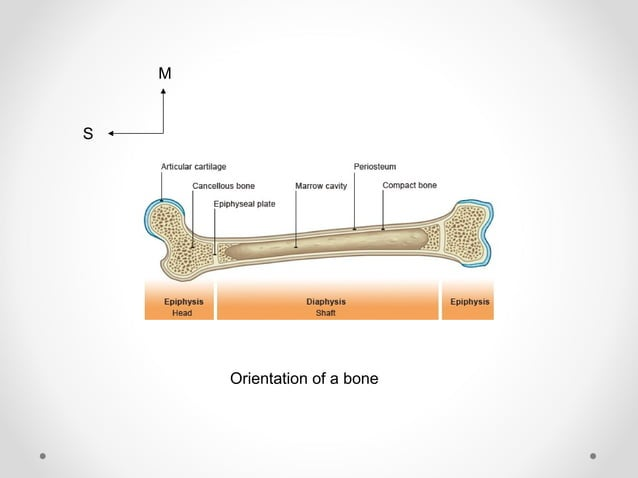 M
S
Articular cartilage
Periosteum
Cancellous bone
Marrow cavity
Compact bone
Epiphyseal plate
Epiphysis
Head
Diaphysis
Shaft
Epiphysis
Orientation of a bone